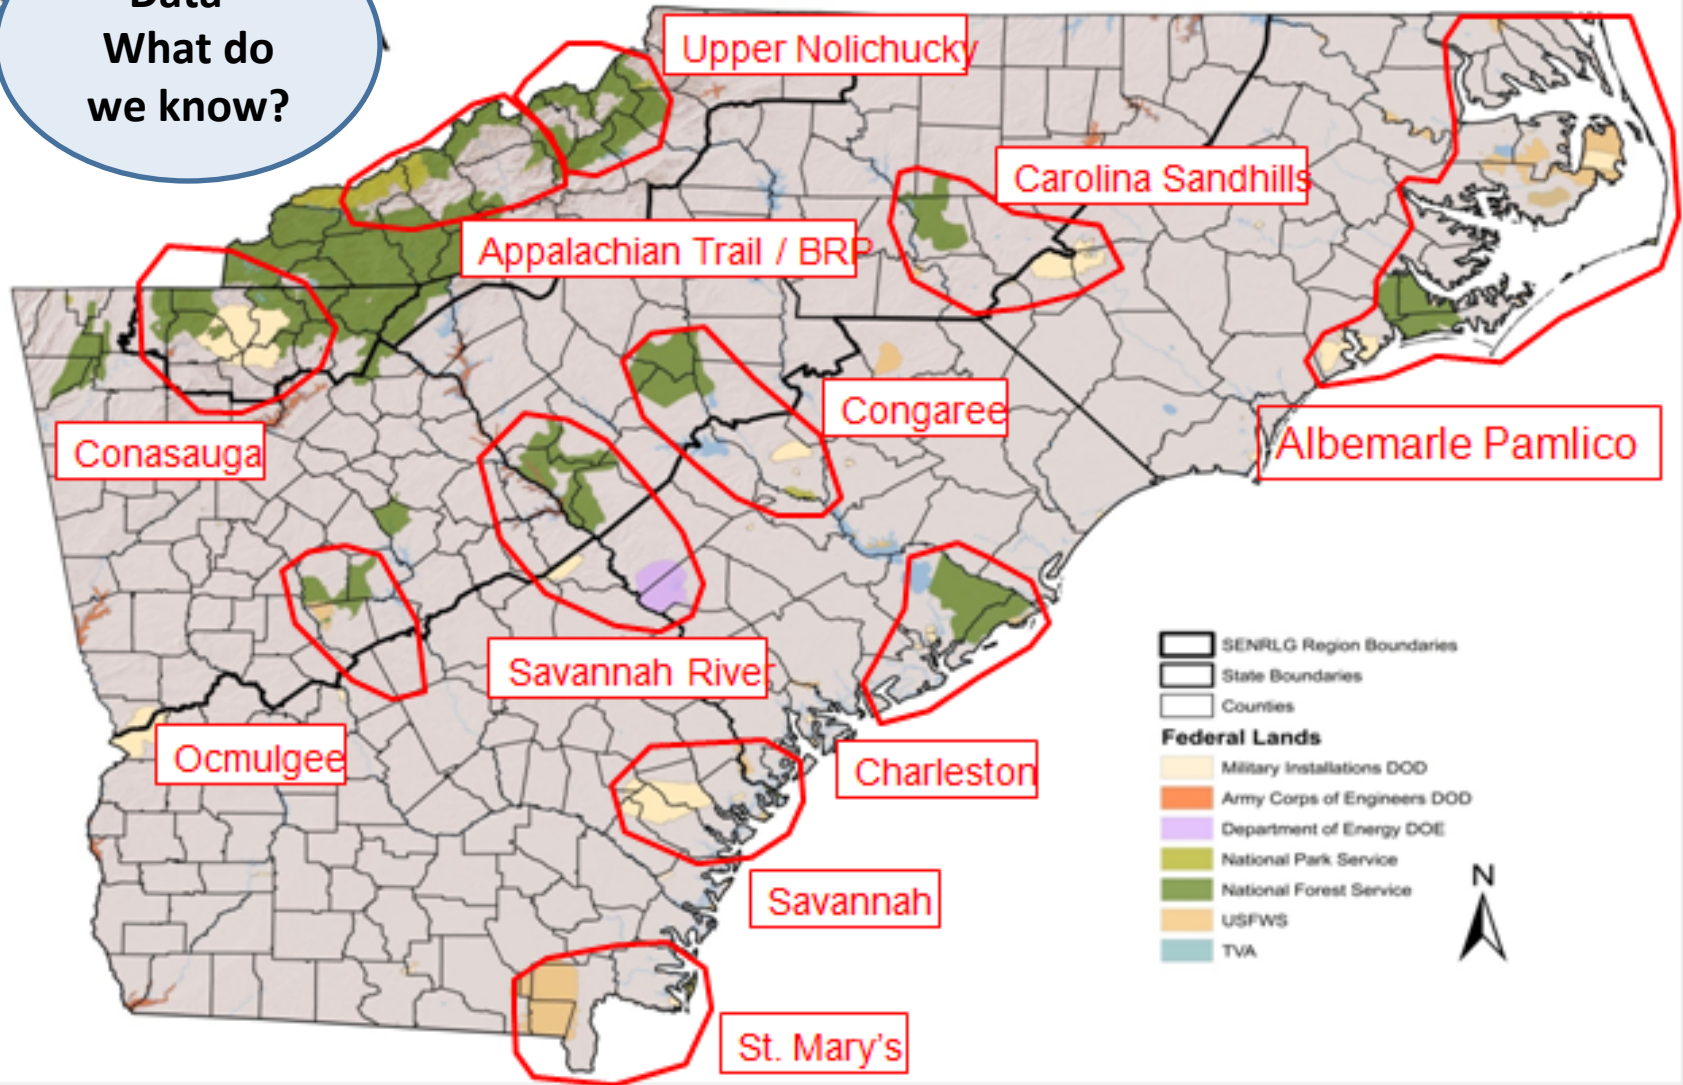 Data
What do
we know?
Upper Nolichucky
Carolina Sandhills
Appalachian Trail / BRP
Congaree
Albemarle Pamlico
Conasauga
Savannah River
Ocmulgee
Charleston
Savannah
St. Mary’s
SENRLG Region Boundaries
State Boundaries
Counties
Federal Lands
Military Installations DOD
Army Corps of Engineers DOD
Department of Energy DOE
National Park Service
National Forest Service
USFWS
TVA
N